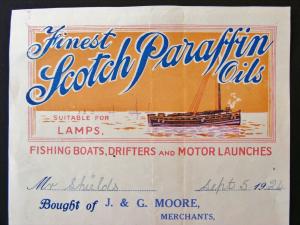 Finest
Scotch Paraffin
Oils
SUITABLE FOR
LAMPS,
FISHING BOATS, DRIFTERS AND MOTOR LAUNCHES
Mr Shields Sept 5 1924
Bought of J. & G. MOORE,
MERCHANTS,